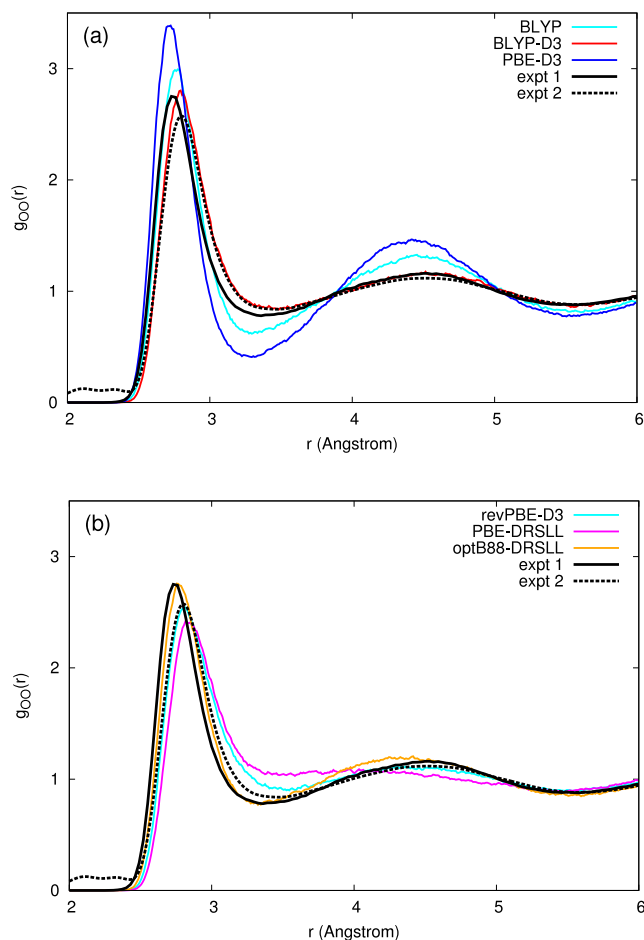 (a)
BLYP
BLYP-D3
PBE-D3
expt 1
expt 2
3
2
1
0
g_OO(r)
2
3
4
5
6
r (Angstrom)
(b)
revPBE-D3
PBE-DRSLL
optB88-DRSLL
expt 1
expt 2
3
2
1
0
g_OO(r)
2
3
4
5
6
r (Angstrom)